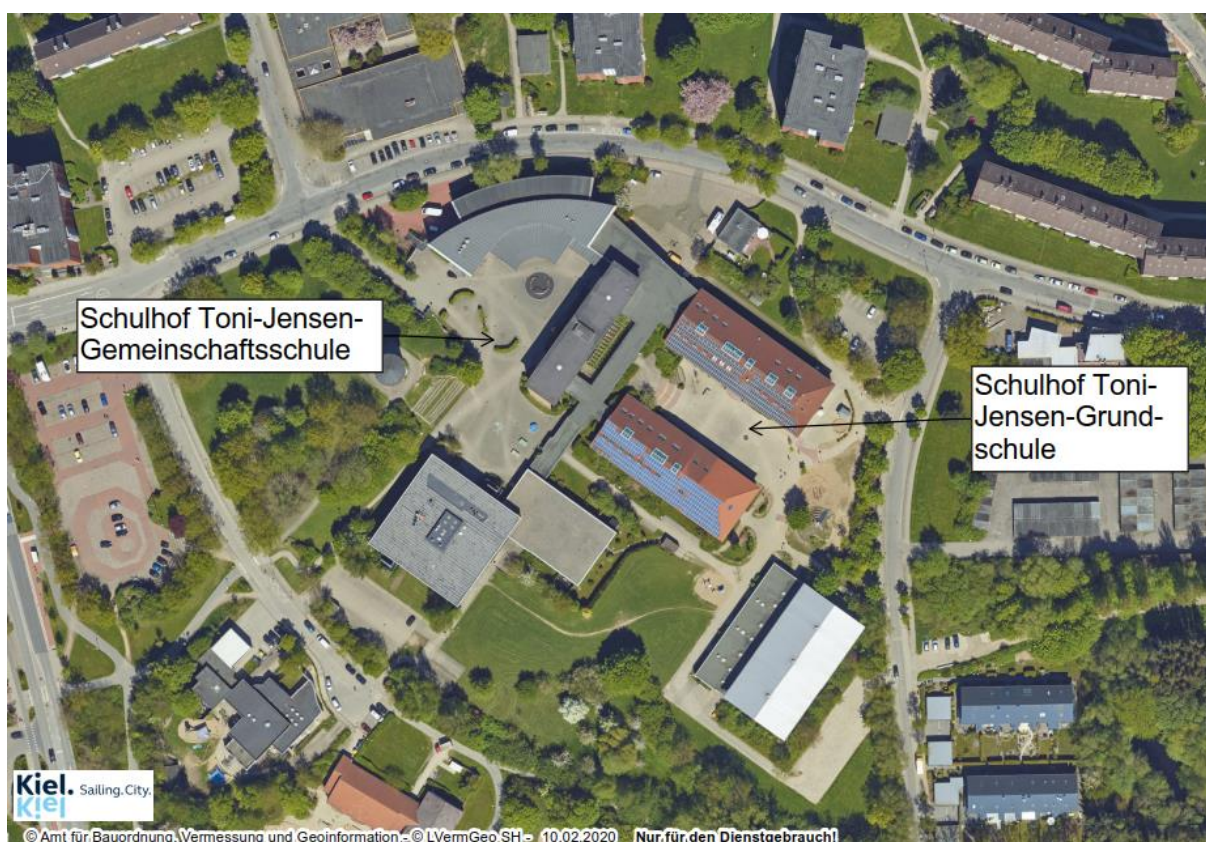 Schulhof Toni-Jensen-
Gemeinschaftsschule
Schulhof Toni-
Jensen-Grund-
schule
Kiel. Sailing.City.
© Amt für Bauordnung, Vermessung und Geoinformation - © LVermGeo SH - 10.02.2020 Nur für den Dienstgebrauch!